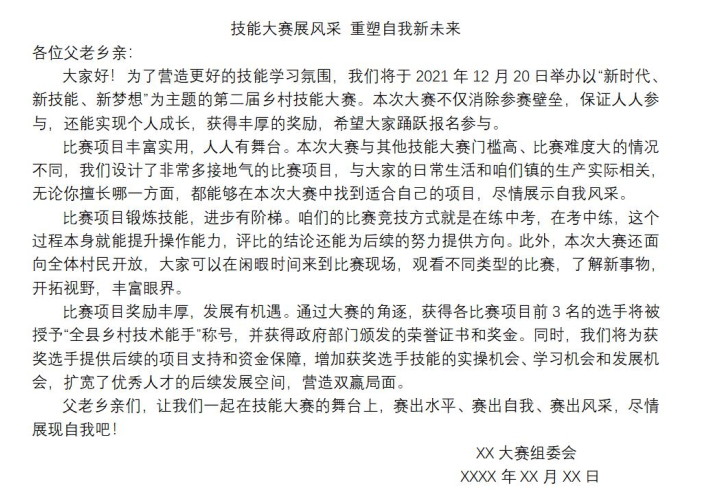 技能大赛展风采 重塑自我新未来
各位父老乡亲：
大家好！为了营造更好的技能学习氛围，我们将于 2021 年 12 月 20 日举办以“新时代、
新技能、新梦想”为主题的第二届乡村技能大赛。本次大赛不仅消除参赛壁垒，保证人人参
与，还能实现个人成长，获得丰厚的奖励，希望大家踊跃报名参与。
比赛项目丰富实用，人人有舞台。本次大赛与其他技能大赛门槛高、比赛难度大的情况
不同，我们设计了非常多接地气的比赛项目，与大家的日常生活和咱们镇的生产实际相关，
无论你擅长哪一方面，都能够在本次大赛中找到适合自己的项目，尽情展示自我风采。
比赛项目锻炼技能，进步有阶梯。咱们的比赛竞技方式就是在练中考，在考中练，这个
过程本身就能提升操作能力，评比的结论还能为后续的努力提供方向。此外，本次大赛还面
向全体村民开放，大家可以在闲暇时间来到比赛现场，观看不同类型的比赛，了解新事物，
开拓视野，丰富眼界。
比赛项目奖励丰厚，发展有机遇。通过大赛的角逐，获得各比赛项目前 3 名的选手将被
授予“全县乡村技术能手”称号，并获得政府部门颁发的荣誉证书和奖金。同时，我们将为获
奖选手提供后续的项目支持和资金保障，增加获奖选手技能的实操机会、学习机会和发展机
会，扩宽了优秀人才的后续发展空间，营造双赢局面。
父老乡亲们，让我们一起在技能大赛的舞台上，赛出水平、赛出自我、赛出风采，尽情
展现自我吧！
XX 大赛组委会
XXXX 年 XX 月 XX 日